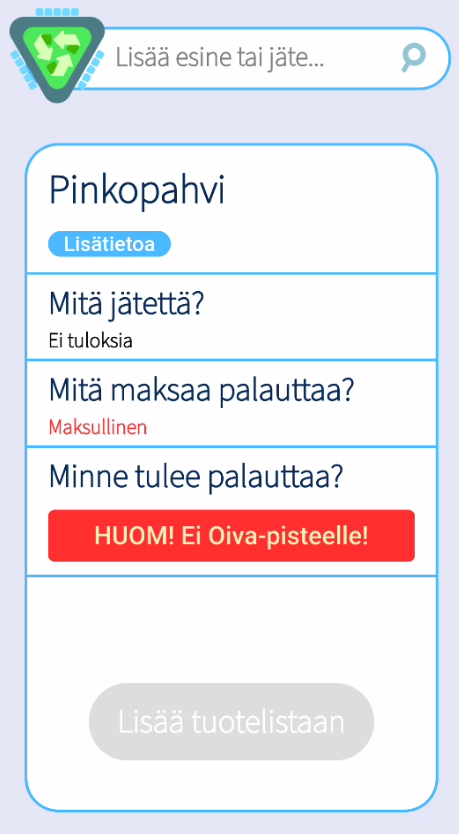 Lisää esine tai jäte...
Pinkopahvi
Lisätietoa
Mitä jätettä?
Ei tuloksia
Mitä maksaa palauttaa?
Maksullinen
Minne tulee palauttaa?
HUOM! Ei Oiva-pisteelle!
Lisää tuotelistaan